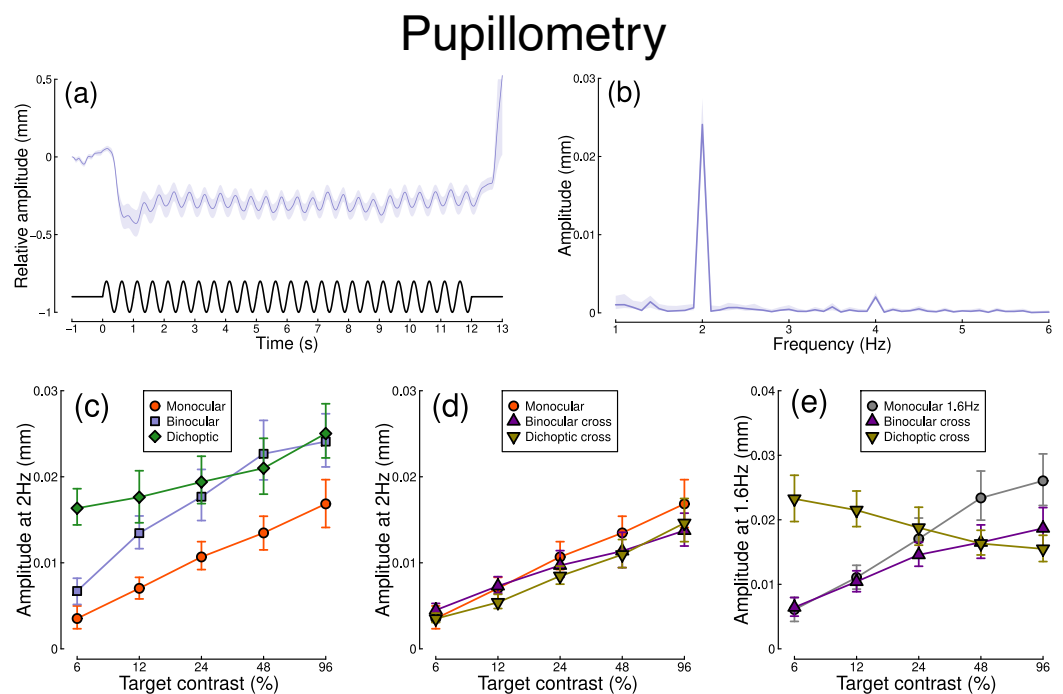 Pupillometry
(a)
Relative amplitude (mm)
0.5
0
−0.5
−1
−1 0 1 2 3 4 5 6 7 8 9 10 11 12 13
Time (s)
(b)
Amplitude (mm)
0.03
0.02
0.01
0
1 2 3 4 5 6
Frequency (Hz)
(c)
Monocular
Binocular
Dichoptic
Amplitude at 2Hz (mm)
0.03
0.02
0.01
0
6 12 24 48 96
Target contrast (%)
(d)
Monocular
Binocular cross
Dichoptic cross
Amplitude at 2Hz (mm)
0.03
0.02
0.01
0
6 12 24 48 96
Target contrast (%)
(e)
Monocular 1.6Hz
Binocular cross
Dichoptic cross
Amplitude at 1.6Hz (mm)
0.04
0.03
0.02
0.01
0
6 12 24 48 96
Target contrast (%)